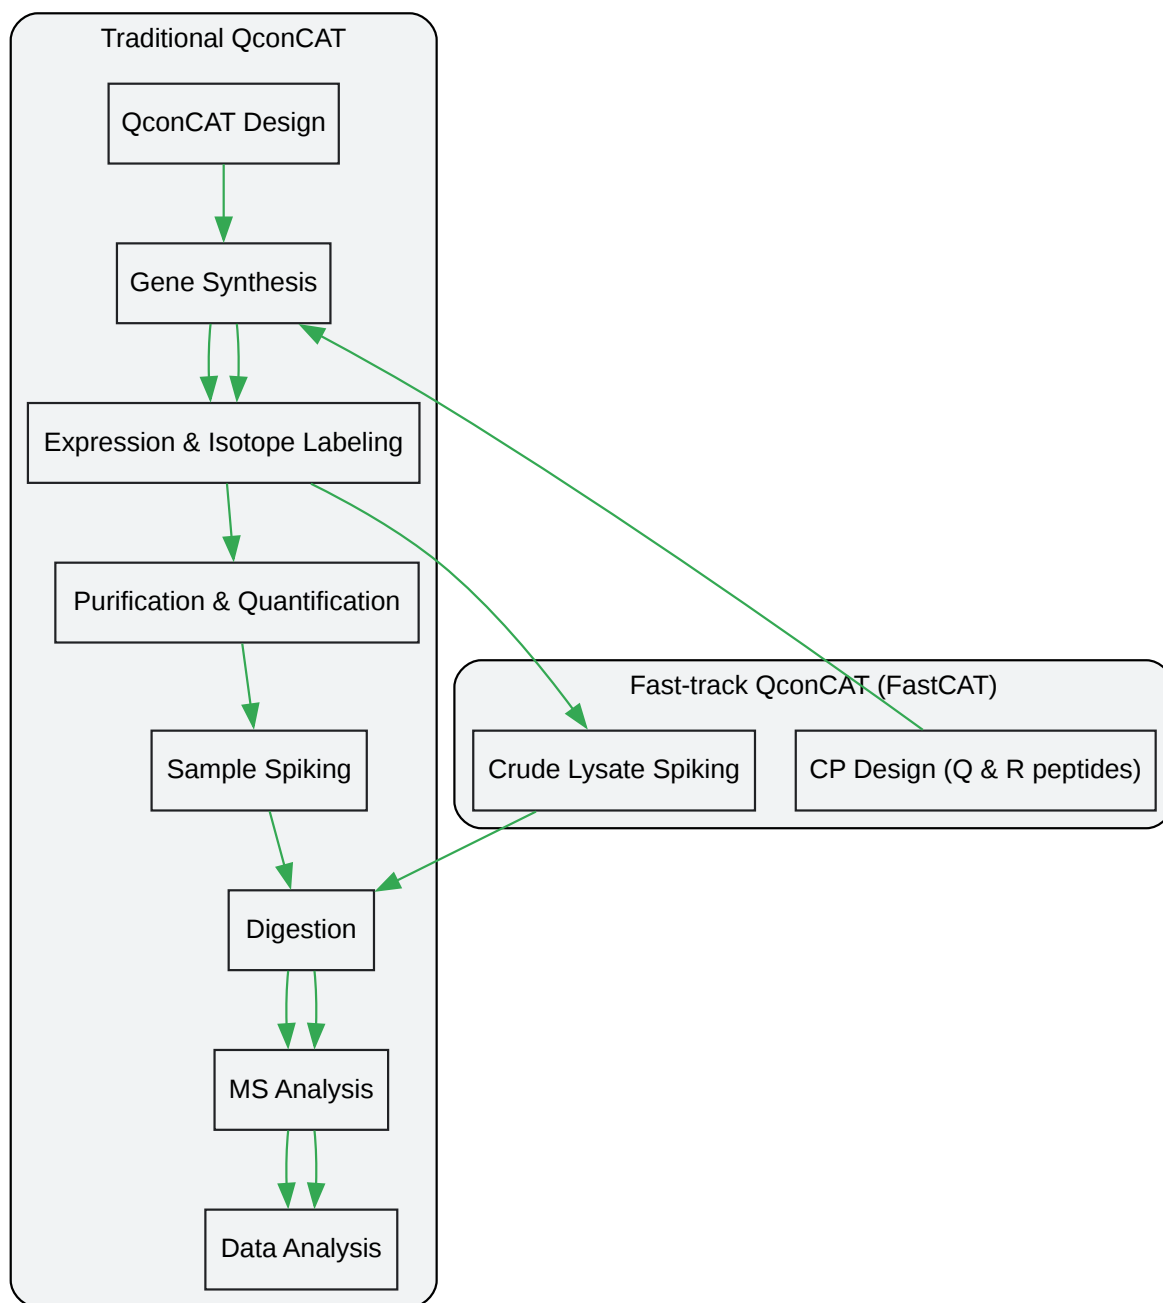 Traditional QconCAT
QconCAT Design
Gene Synthesis
Expression & Isotope Labeling
Purification & Quantification
Fast-track QconCAT (FastCAT)
Sample Spiking
Crude Lysate Spiking
CP Design (Q & R peptides)
Digestion
MS Analysis
Data Analysis